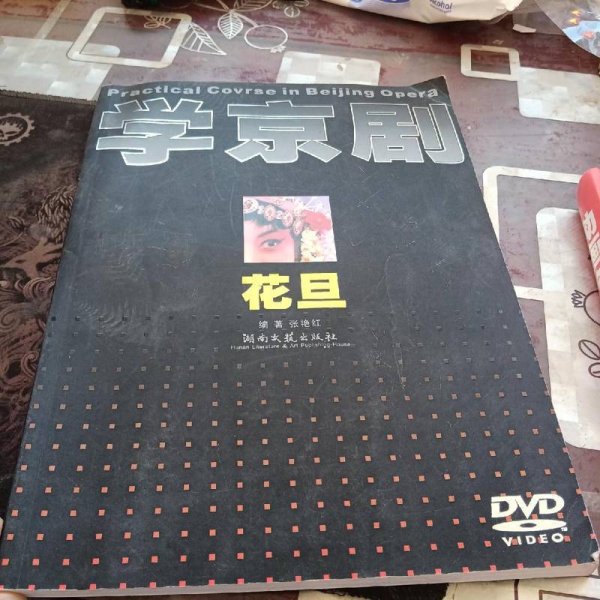 Practical Covrse in Beijing Opera
学京剧
花旦
编著 张艳红
湖南文艺出版社
Hunan Literature & Art Publishing House
DVD
VIDEO